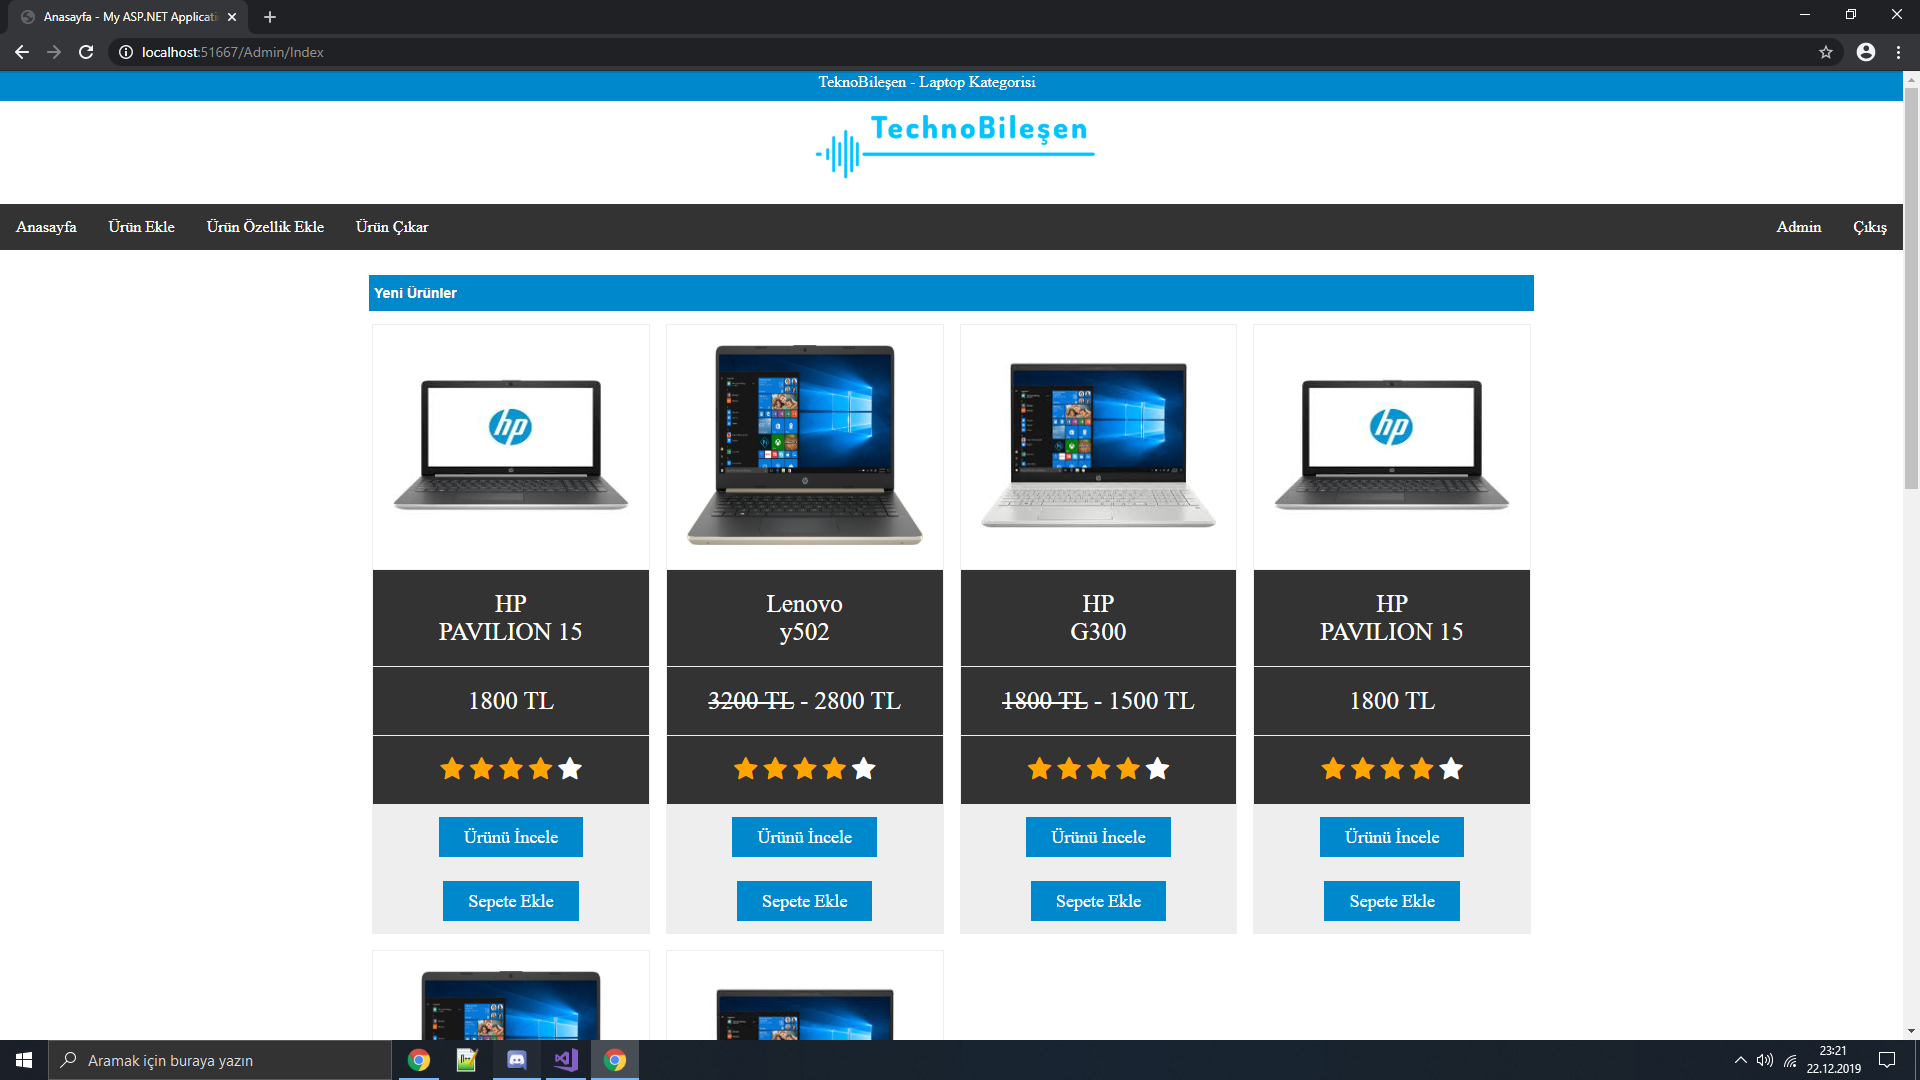 Anasayfa - My ASP.NET Applicati
localhost:51667/Admin/Index
TeknoBileşen - Laptop Kategorisi
TechnoBileşen
Anasayfa Ürün Ekle Ürün Özellik Ekle Ürün Çıkar Admin Çıkış
Yeni Ürünler
hp hp
HP Lenovo HP HP
PAVILION 15 y502 G300 PAVILION 15
1800 TL 3200 TL - 2800 TL 1800 TL - 1500 TL 1800 TL
Ürünü İncele Ürünü İncele Ürünü İncele Ürünü İncele
Sepete Ekle Sepete Ekle Sepete Ekle Sepete Ekle
Aramak için buraya yazın
23:21
22.12.2019